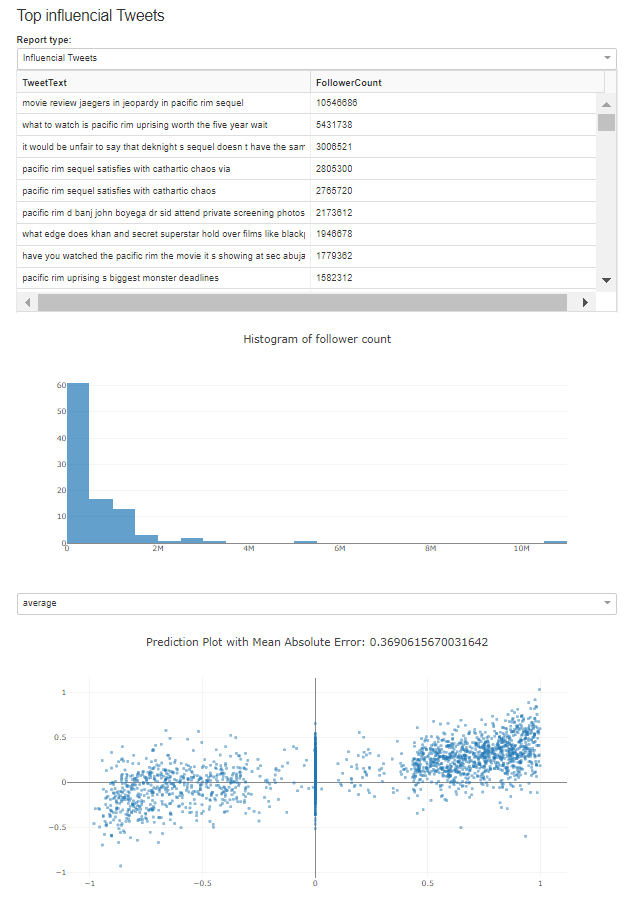 Top influencial Tweets
Report type:
Influencial Tweets
TweetText FollowerCount
movie review jaegers in jeopardy in pacific rim sequel 10546686
what to watch is pacific rim uprising worth the five year wait 5431738
it would be unfair to say that deknight s sequel doesn t have the sam 3006521
pacific rim sequel satisfies with cathartic chaos via 2805300
pacific rim sequel satisfies with cathartic chaos 2765720
pacific rim d banj john boyega dr sid attend private screening photos 2173612
what edge does khan and secret superstar hold over films like blackp 1946678
have you watched the pacific rim the movie it s showing at sec abuja 1779362
pacific rim uprising s biggest monster deadlines 1582312
Histogram of follower count
60
50
40
30
20
10
0
0 2M 4M 6M 8M 10M
average
Prediction Plot with Mean Absolute Error: 0.3690615670031642
1
0.5
0
−0.5
−1
−1 −0.5 0 0.5 1